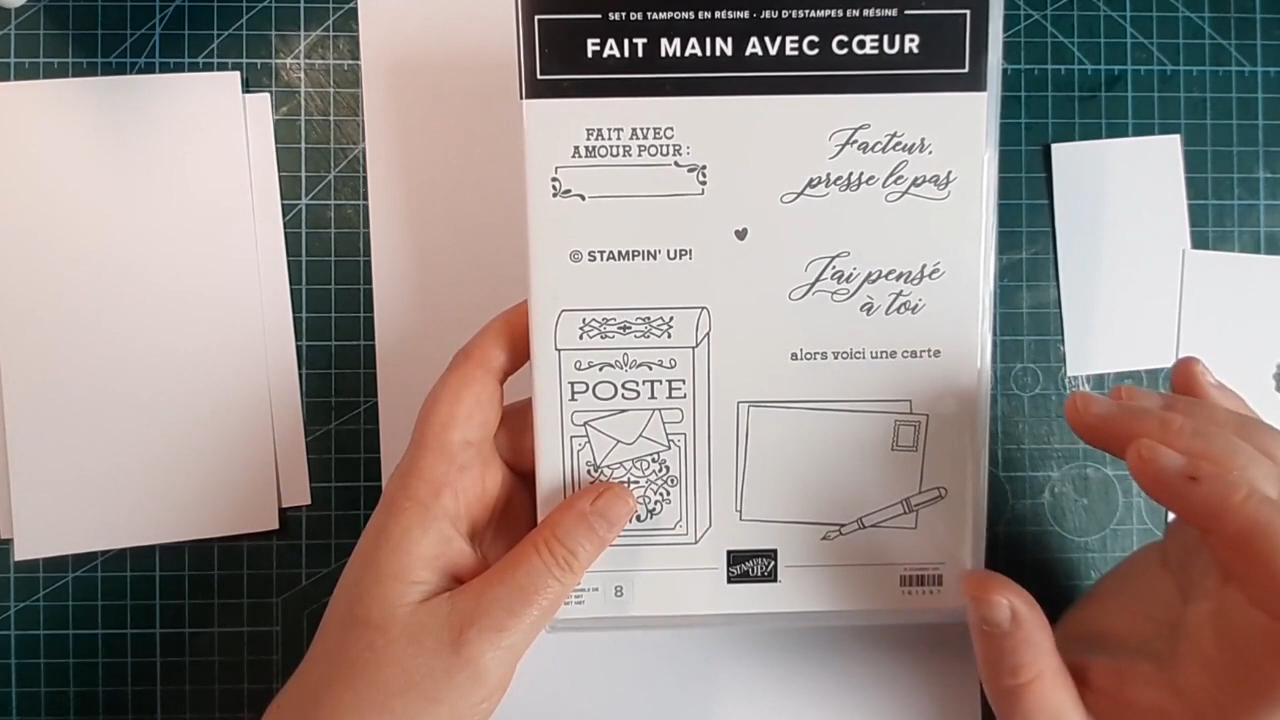 SET DE TAMPONS EN RÉSINE • JEU D'ESTAMPES EN RÉSINE
FAIT MAIN AVEC CŒUR
FAIT AVEC
AMOUR POUR :
Facteur,
presse le pas
© STAMPIN' UP!
J'ai pensé
à toi
alors voici une carte
POSTE
STAMPIN' UP!
8